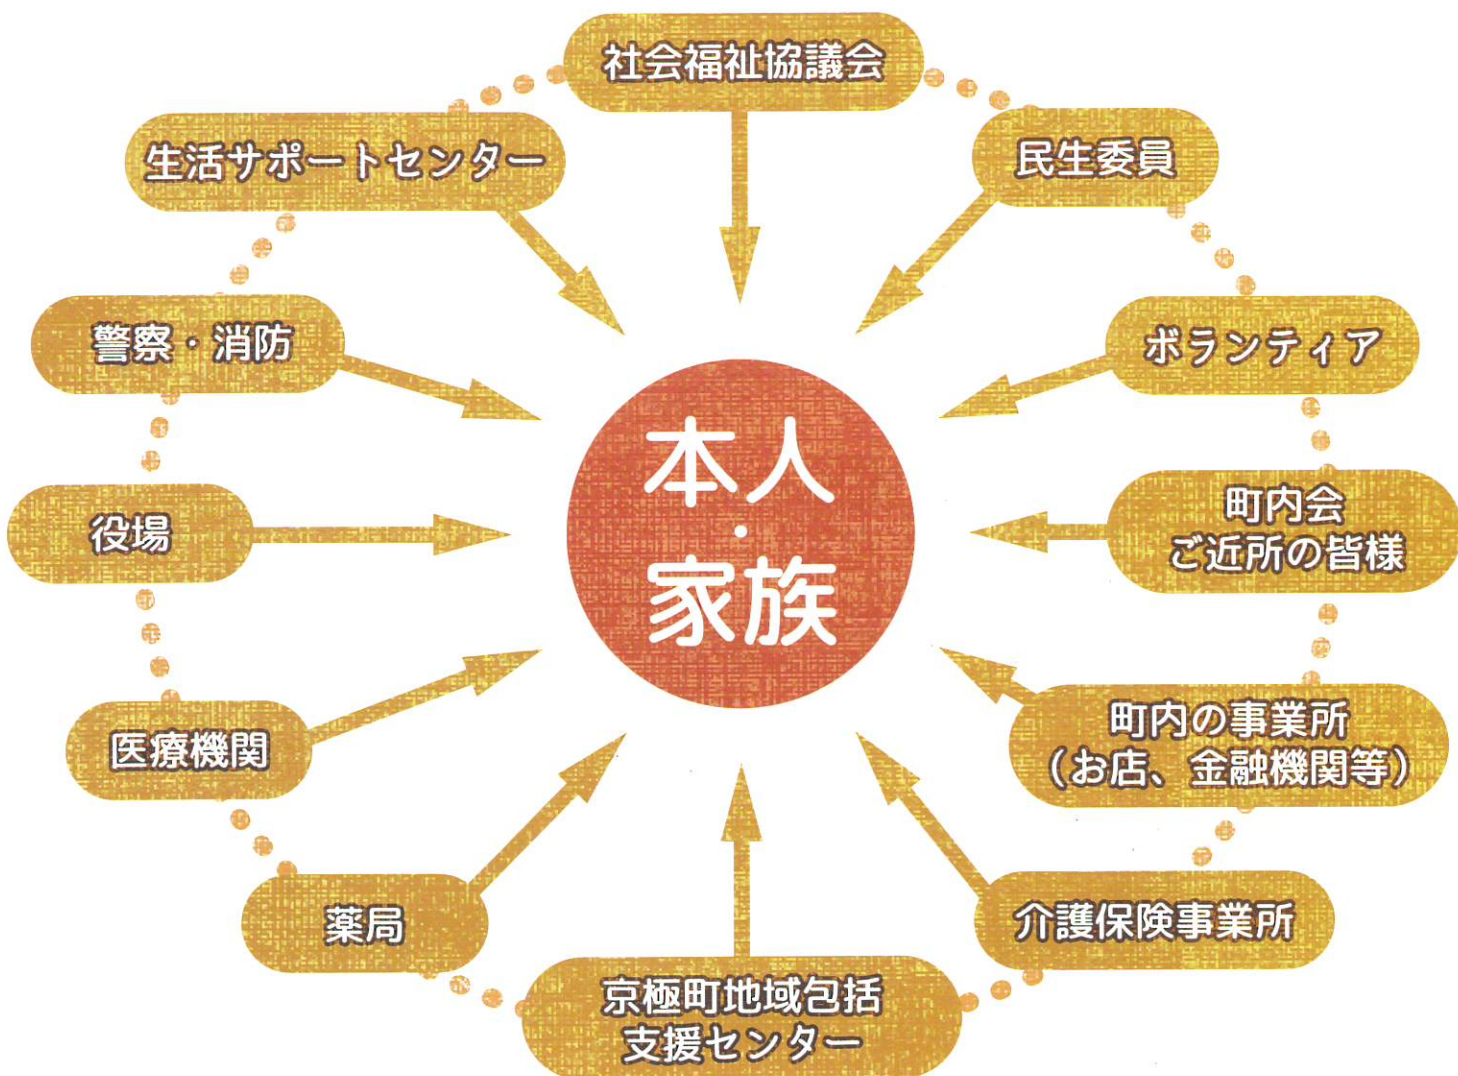 社会福祉協議会
生活サポートセンター
民生委員
警察・消防
ボランティア
本人
・
家族
役場
町内会
ご近所の皆様
医療機関
町内の事業所
（お店、金融機関等）
薬局
介護保険事業所
京極町地域包括
支援センター